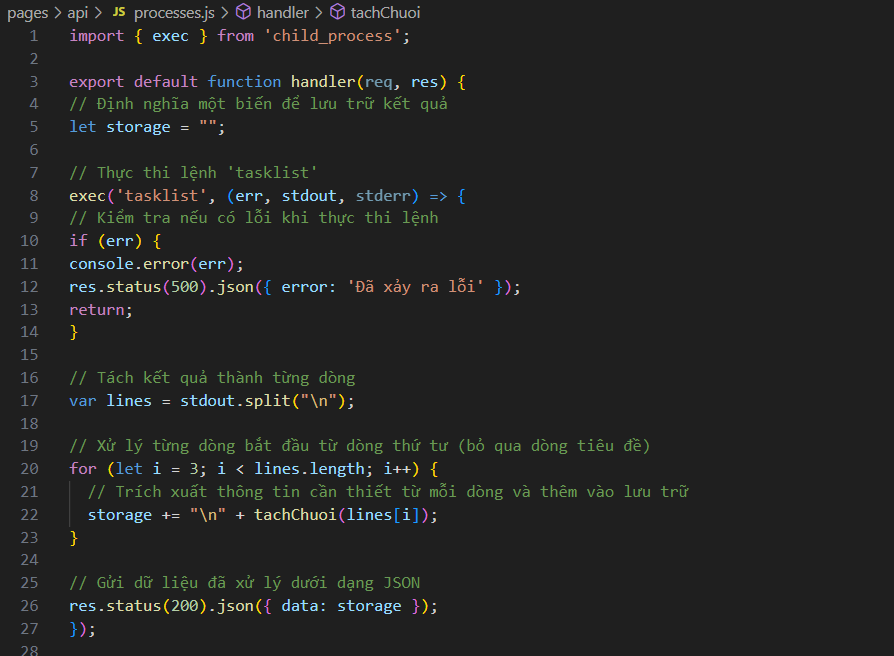 pages > api > JS processes.js > handler > tachChuoi
1 import { exec } from 'child_process';
2
3 export default function handler(req, res) {
4 // Định nghĩa một biến để lưu trữ kết quả
5 let storage = "";
6
7 // Thực thi lệnh 'tasklist'
8 exec('tasklist', (err, stdout, stderr) => {
9 // Kiểm tra nếu có lỗi khi thực thi lệnh
10 if (err) {
11 console.error(err);
12 res.status(500).json({ error: 'Đã xảy ra lỗi' });
13 return;
14 }
15
16 // Tách kết quả thành từng dòng
17 var lines = stdout.split("\n");
18
19 // Xử lý từng dòng bắt đầu từ dòng thứ tư (bỏ qua dòng tiêu đề)
20 for (let i = 3; i < lines.length; i++) {
21   // Trích xuất thông tin cần thiết từ mỗi dòng và thêm vào lưu trữ
22   storage += "\n" + tachChuoi(lines[i]);
23 }
24
25 // Gửi dữ liệu đã xử lý dưới dạng JSON
26 res.status(200).json({ data: storage });
27 });
28